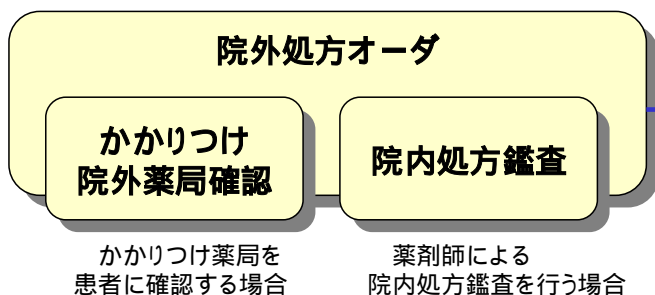 院外処方オーダ
かかりつけ
院外薬局確認
院内処方鑑査
かかりつけ薬局を
患者に確認する場合
薬剤師による
院内処方鑑査を行う場合